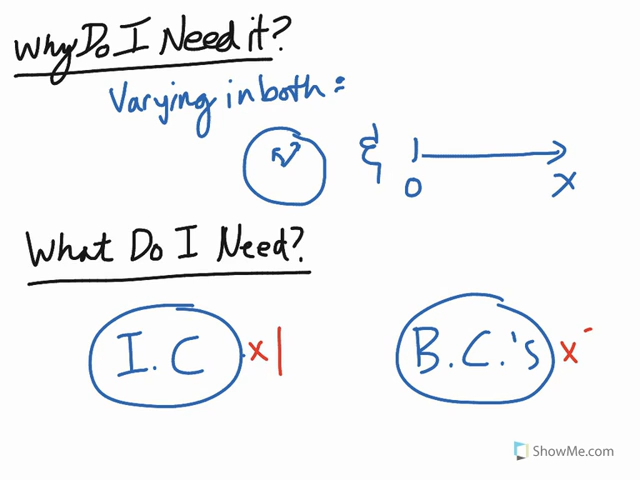 Why Do I Need it?
Varying in both:
& 0 x
What Do I Need?
I.C x1 B.C.'s x
ShowMe.com